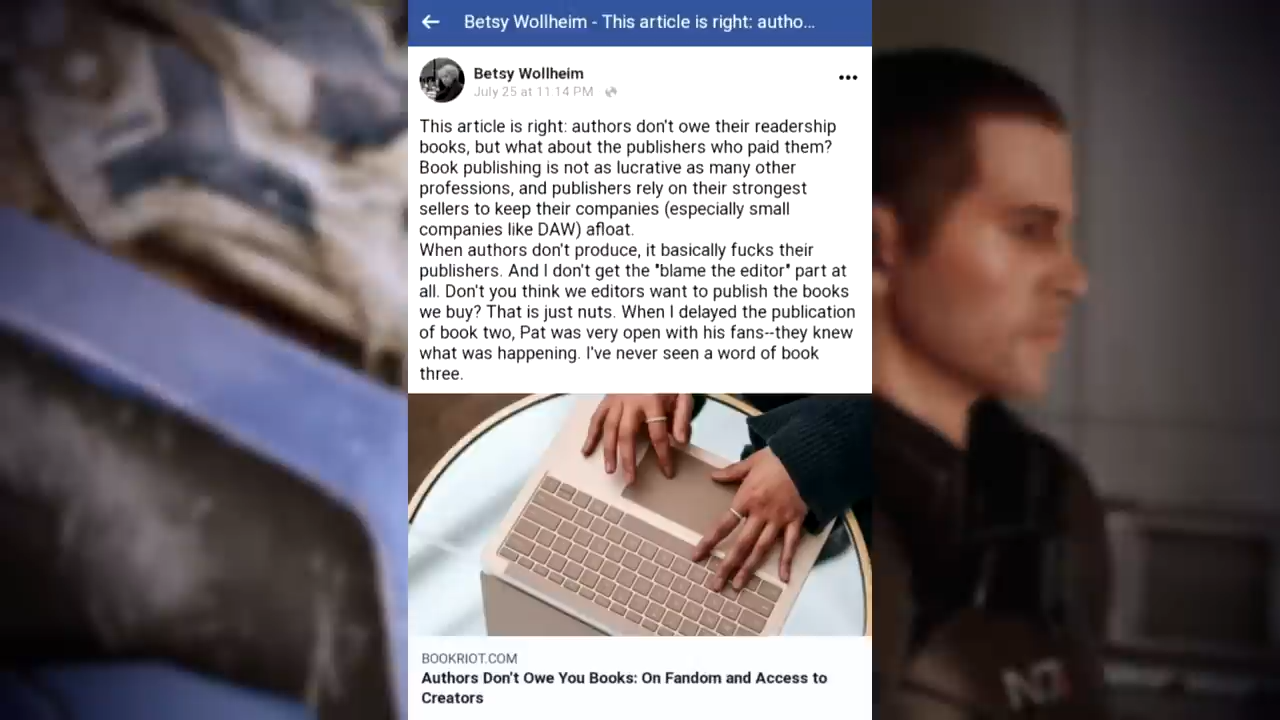 Betsy Wollheim - This article is right: autho...
Betsy Wollheim
July 25 at 11:14 PM
This article is right: authors don't owe their readership
books, but what about the publishers who paid them?
Book publishing is not as lucrative as many other
professions, and publishers rely on their strongest
sellers to keep their companies (especially small
companies like DAW) afloat.
When authors don't produce, it basically fucks their
publishers. And I don't get the "blame the editor" part at
all. Don't you think we editors want to publish the books
we buy? That is just nuts. When I delayed the publication
of book two, Pat was very open with his fans--they knew
what was happening. I've never seen a word of book
three.
BOOKRIOT.COM
Authors Don't Owe You Books: On Fandom and Access to
Creators
N7